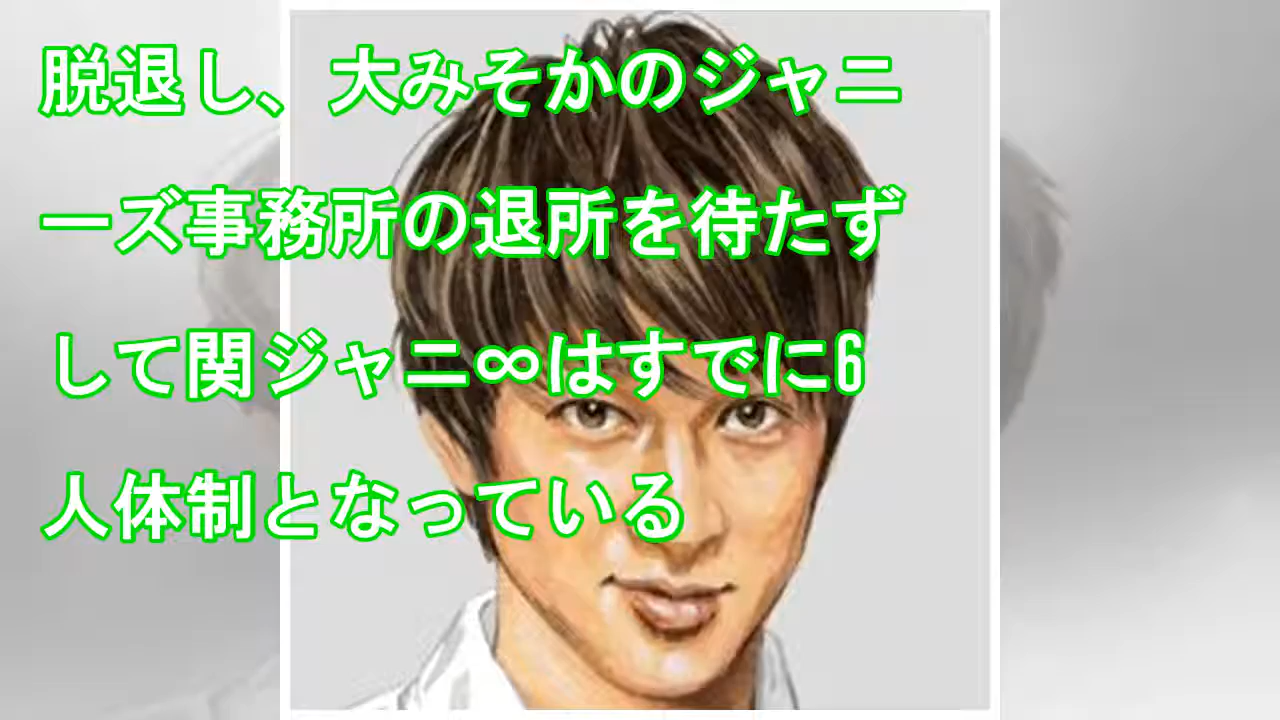 脱退し、大みそかのジャニ
ーズ事務所の退所を待たず
して関ジャニ∞はすでに6
人体制となっている